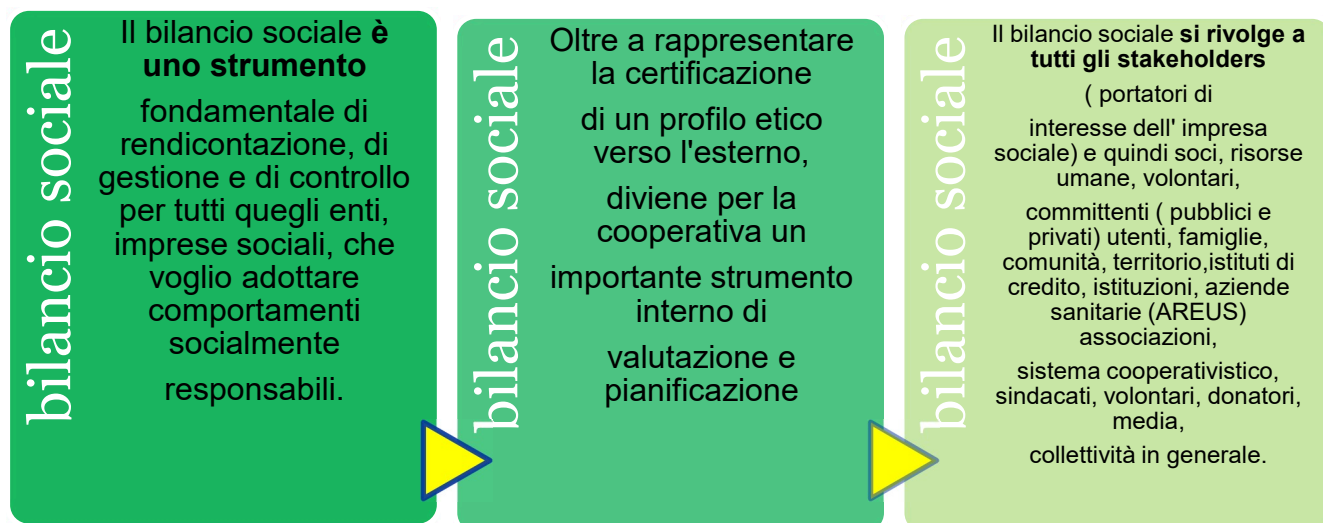 bilancio sociale
Il bilancio sociale è
uno strumento
fondamentale di
rendicontazione, di
gestione e di controllo
per tutti quegli enti,
imprese sociali, che
voglio adottare
comportamenti
socialmente
responsabili.
bilancio sociale
Oltre a rappresentare
la certificazione
di un profilo etico
verso l'esterno,
diviene per la
cooperativa un
importante strumento
interno di
valutazione e
pianificazione
bilancio sociale
Il bilancio sociale si rivolge a
tutti gli stakeholders
( portatori di
interesse dell' impresa
sociale) e quindi soci, risorse
umane, volontari,
committenti ( pubblici e
privati) utenti, famiglie,
comunità, territorio,istituti di
credito, istituzioni, aziende
sanitarie (AREUS)
associazioni,
sistema cooperativistico,
sindacati, volontari, donatori,
media,
collettività in generale.